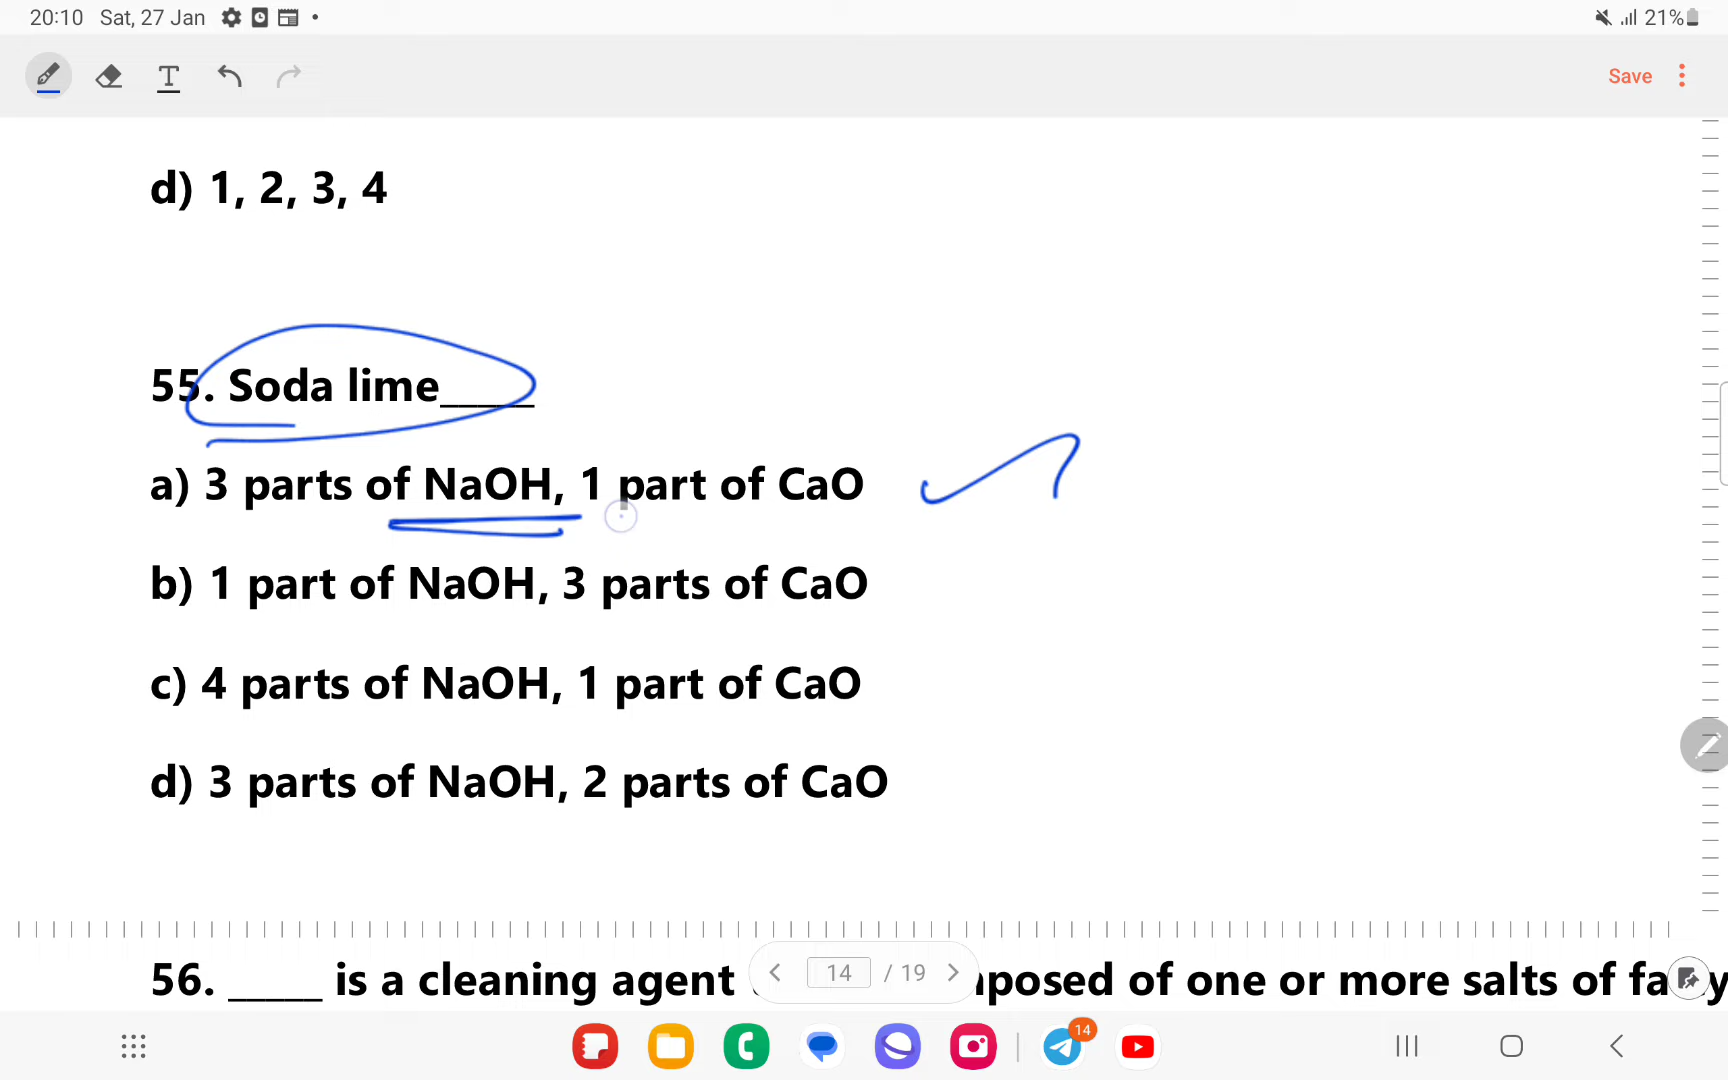 20:10 Sat, 27 Jan
21%
Save
d) 1, 2, 3, 4
55. Soda lime_____
a) 3 parts of NaOH, 1 part of CaO
b) 1 part of NaOH, 3 parts of CaO
c) 4 parts of NaOH, 1 part of CaO
d) 3 parts of NaOH, 2 parts of CaO
56. _____ is a cleaning agent
of one or more salts of
14 / 19
14